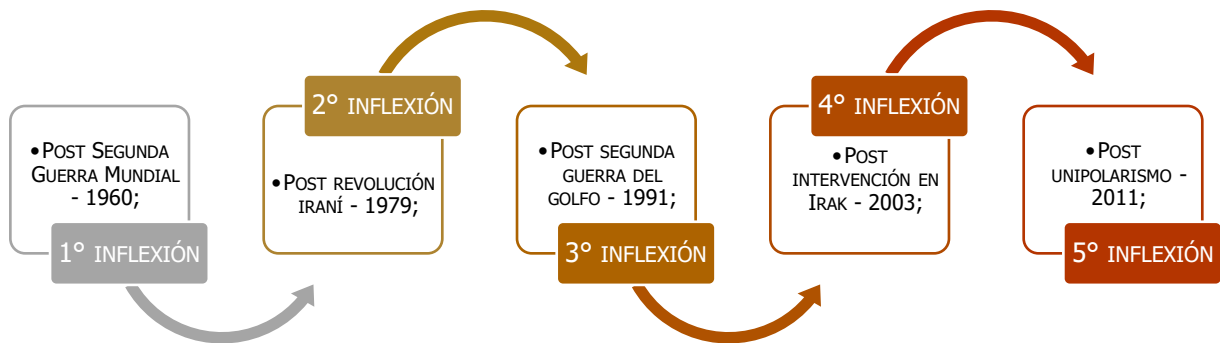 •Post Segunda
Guerra Mundial
- 1960;
1° inflexión
2° inflexión
•Post revolución
iraní - 1979;
•Post segunda
guerra del
golfo - 1991;
3° inflexión
4° inflexión
•Post
intervención en
Irak - 2003;
•Post
unipolarismo -
2011;
5° inflexión